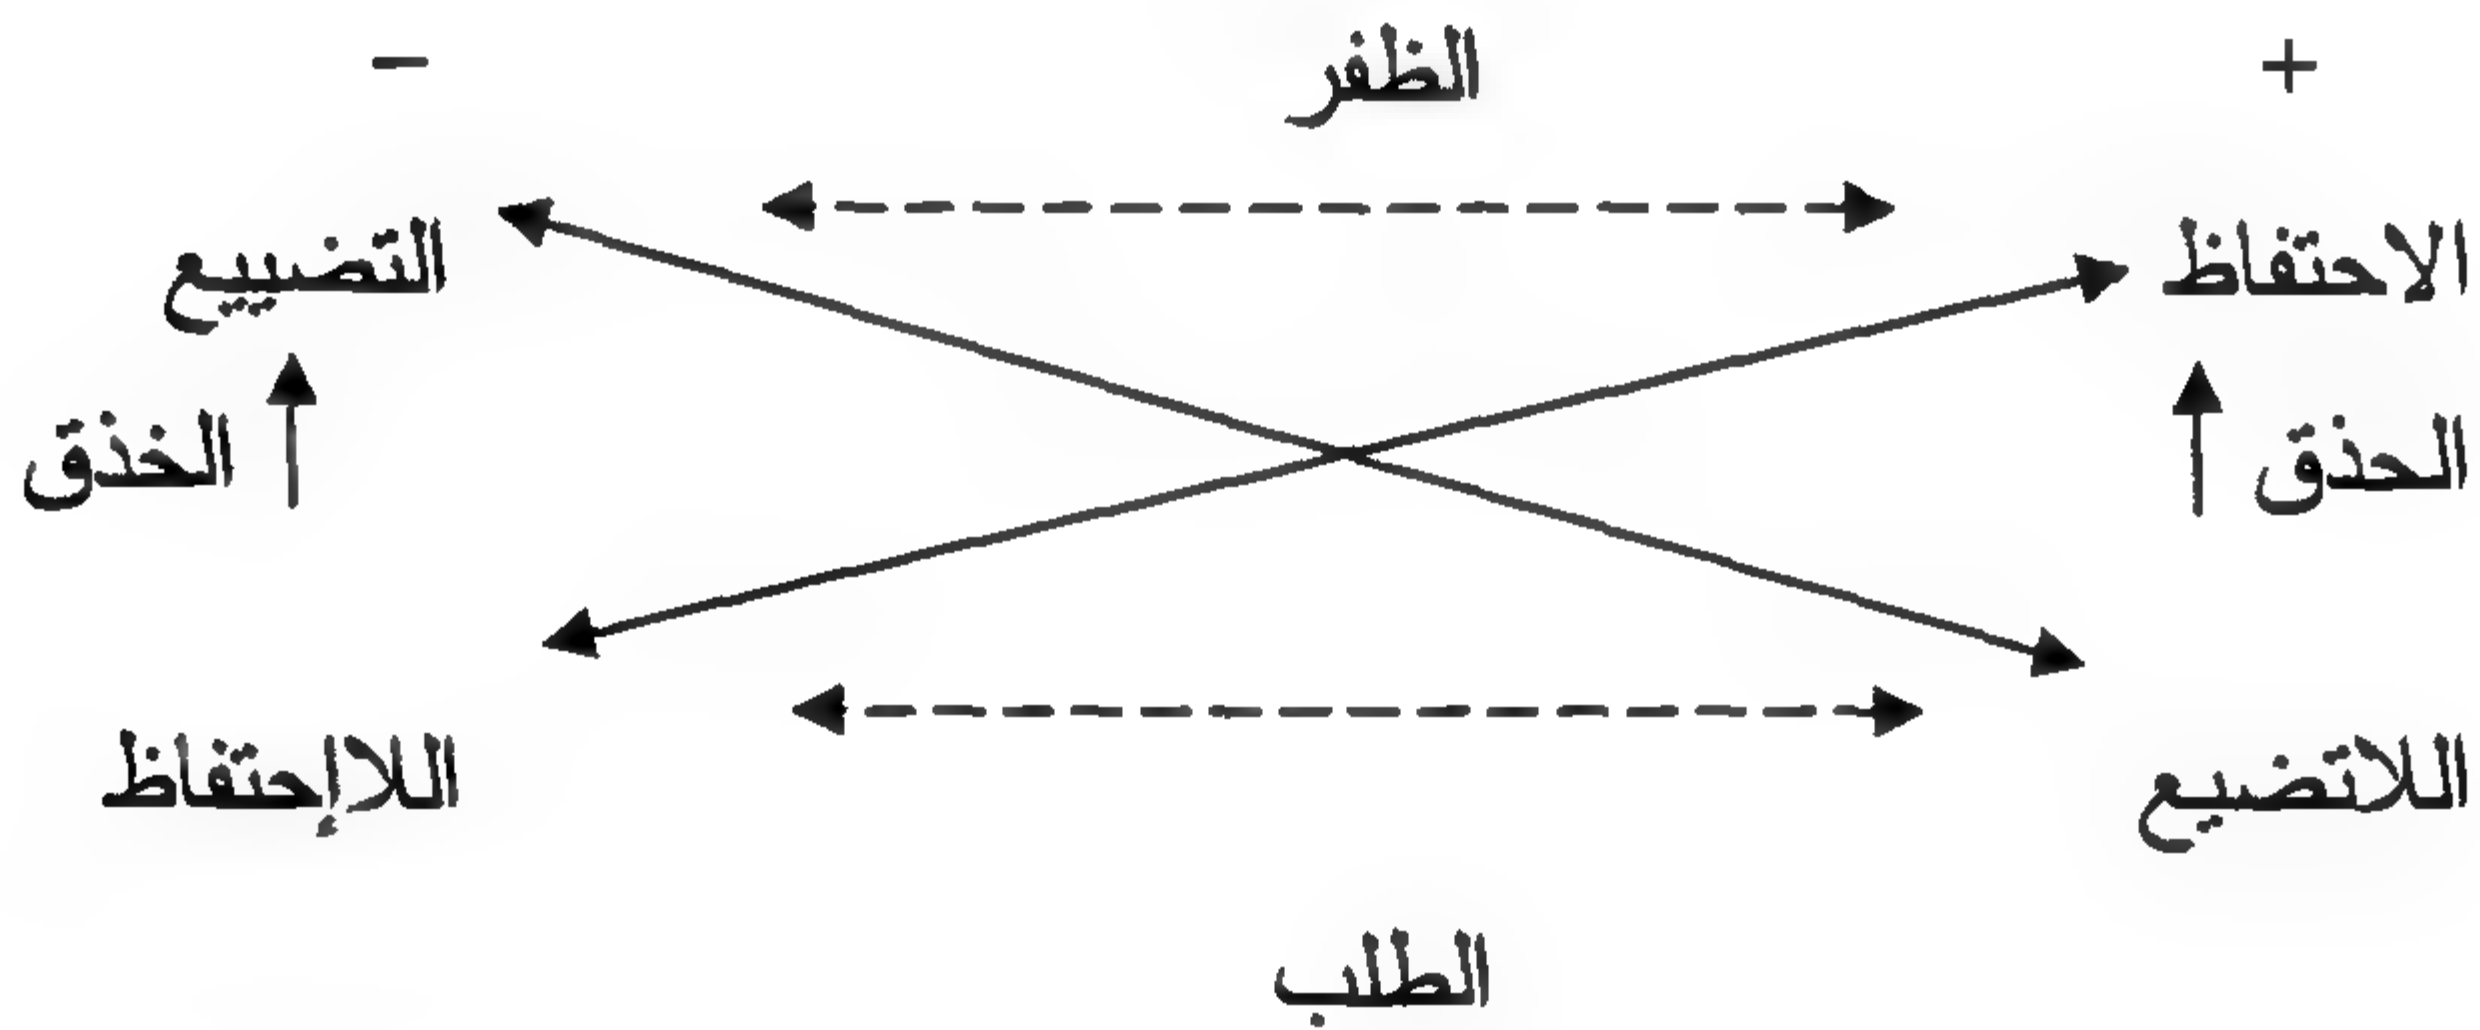 + الظفر −
الاحتفاظ التضييع
الحذق الخذق
اللاتضيع اللاإحتفاظ
الطلب